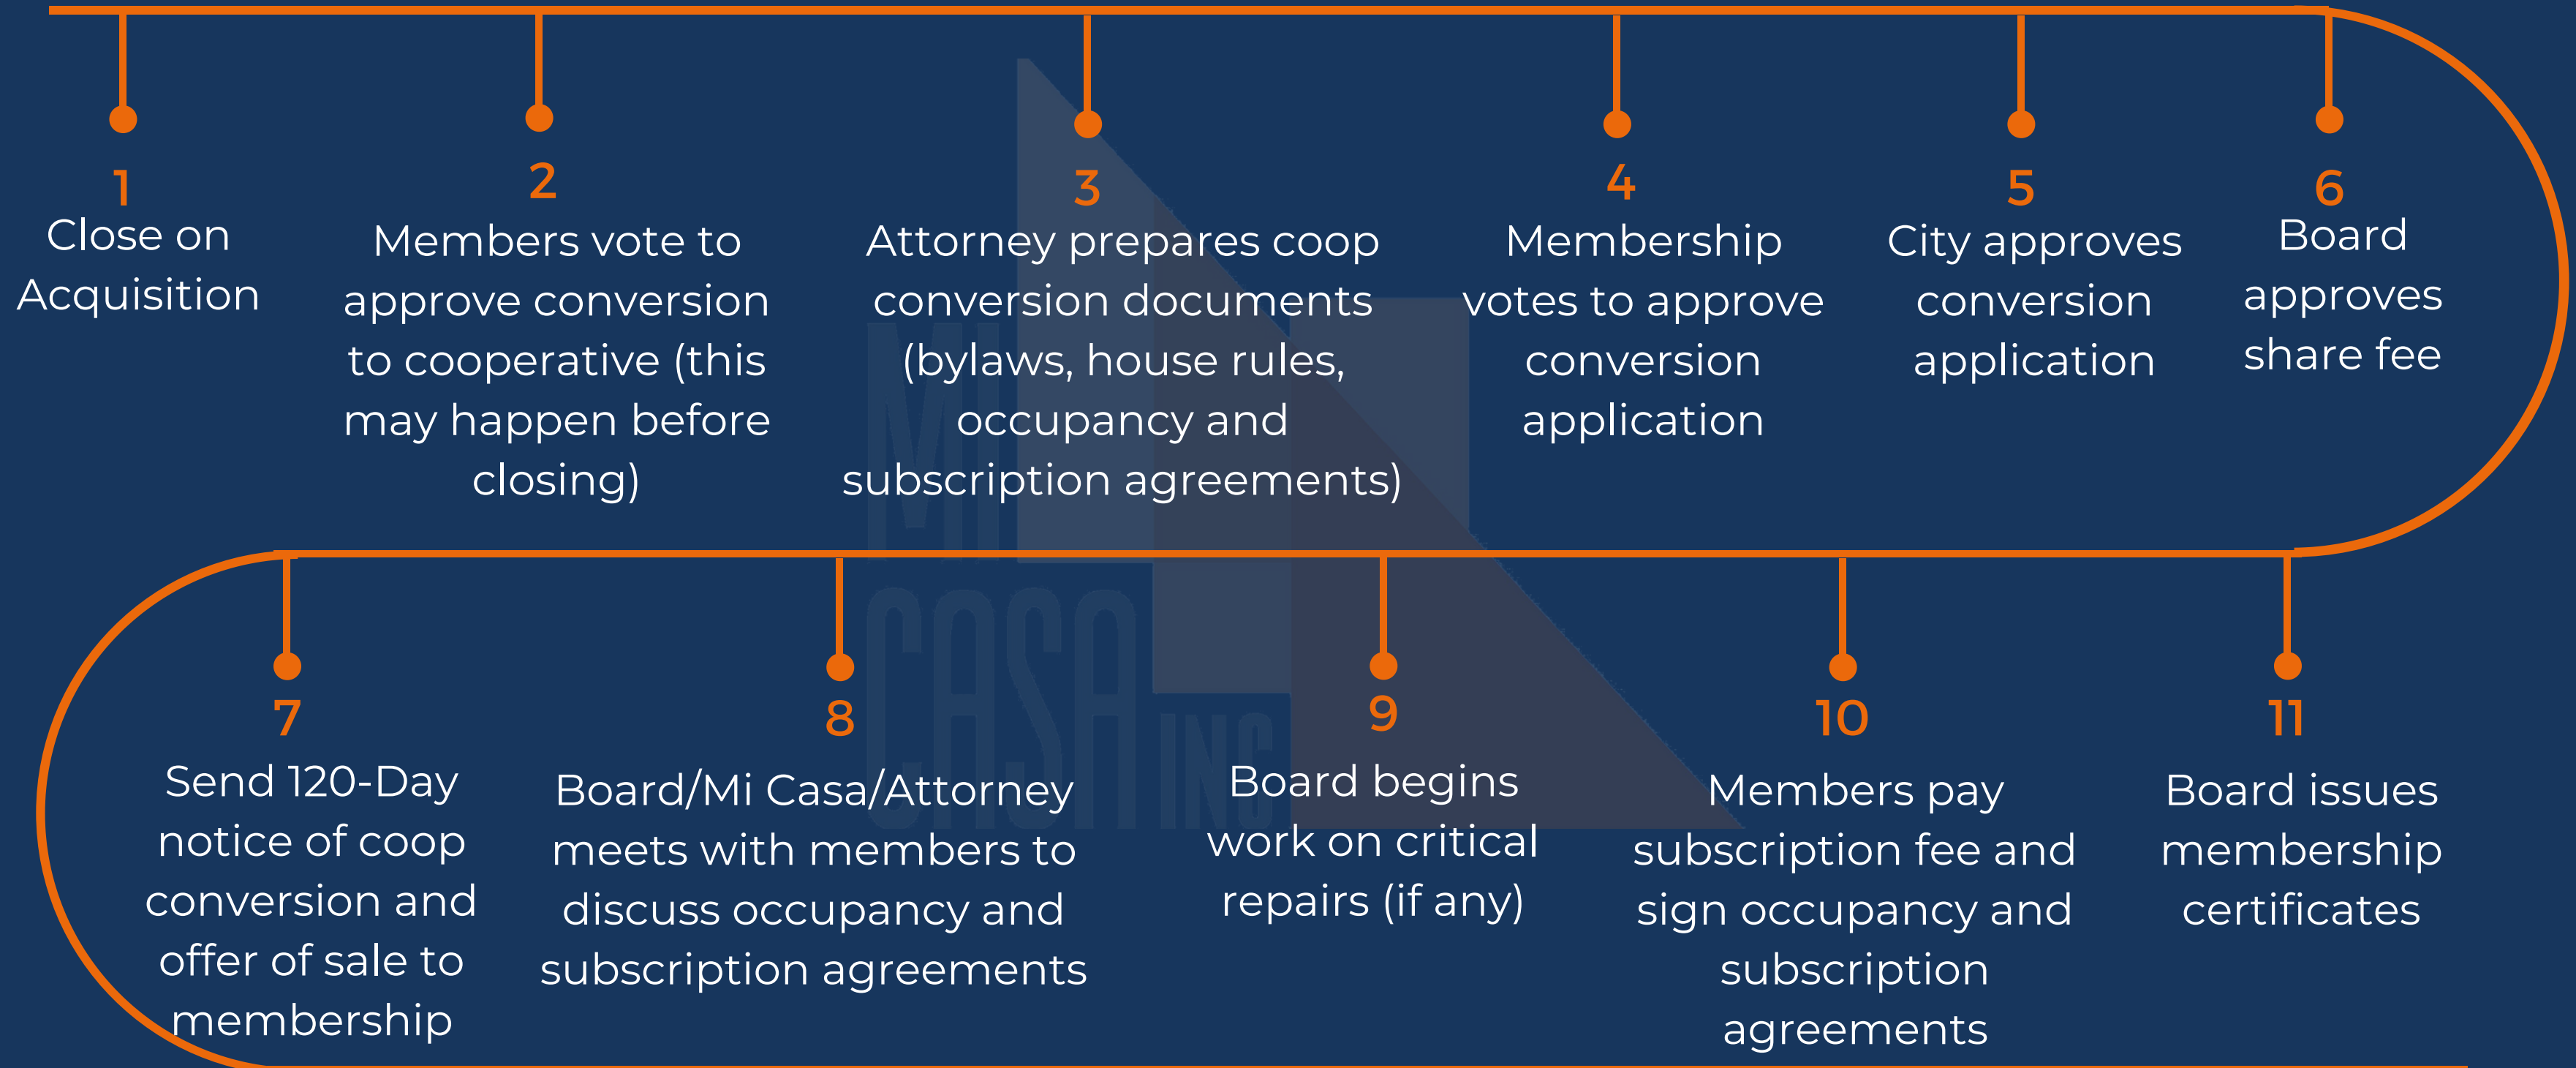 1
Close on
Acquisition
2
Members vote to
approve conversion
to cooperative (this
may happen before
closing)
3
Attorney prepares coop
conversion documents
(bylaws, house rules,
occupancy and
subscription agreements)
4
Membership
votes to approve
conversion
application
5
City approves
conversion
application
6
Board
approves
share fee
7
Send 120-Day
notice of coop
conversion and
offer of sale to
membership
8
Board/Mi Casa/Attorney
meets with members to
discuss occupancy and
subscription agreements
9
Board begins
work on critical
repairs (if any)
10
Members pay
subscription fee and
sign occupancy and
subscription
agreements
11
Board issues
membership
certificates
MI
CASA INC